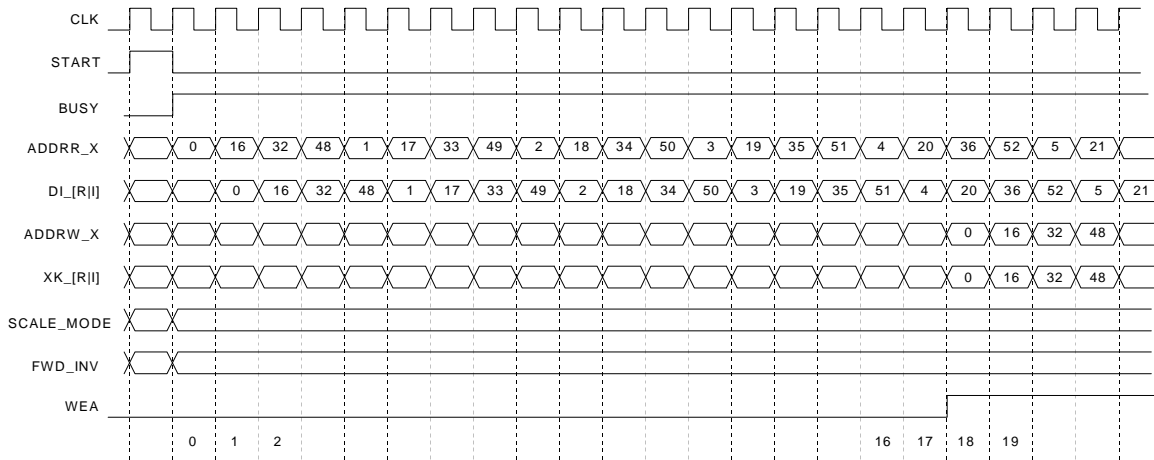 CLK
START
BUSY
ADDRR_X 0 16 32 48 1 17 33 49 2 18 34 50 3 19 35 51 4 20 36 52 5 21
DI_[R|I] 0 16 32 48 1 17 33 49 2 18 34 50 3 19 35 51 4 20 36 52 5 21
ADDRW_X 0 16 32 48
XK_[R|I] 0 16 32 48
SCALE_MODE
FWD_INV
WEA
0 1 2 16 17 18 19